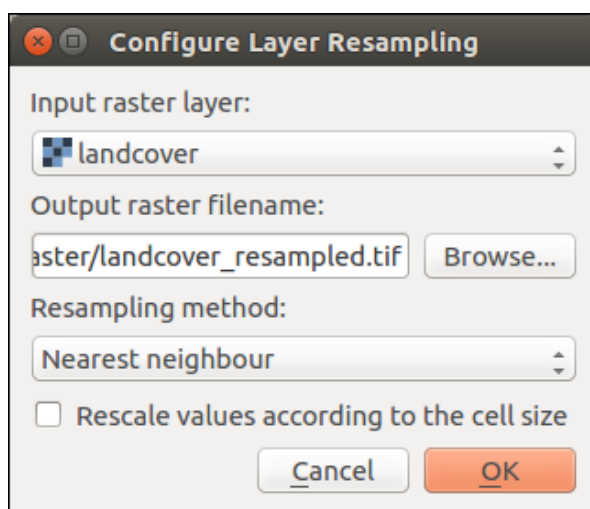 Configure Layer Resampling
Input raster layer:
landcover
Output raster filename:
aster/landcover_resampled.tif Browse...
Resampling method:
Nearest neighbour
Rescale values according to the cell size
Cancel OK